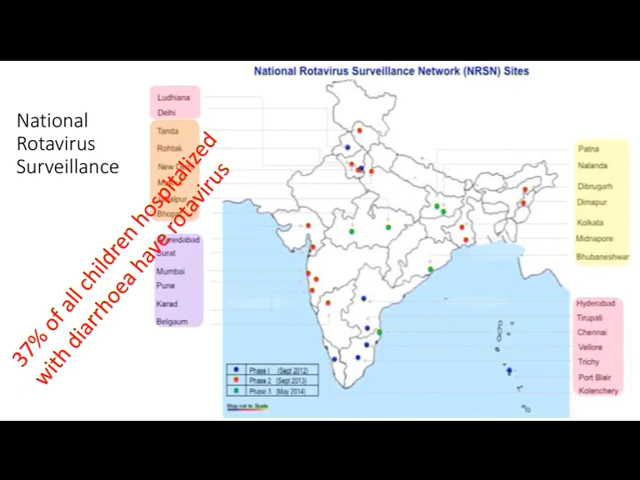 National Rotavirus Surveillance Network (NRSN) Sites
National
Rotavirus
Surveillance
37% of all children hospitalized
with diarrhoea have rotavirus
Ludhiana
Delhi
Tanda
Rohtak
New
Bhopal
Surat
Mumbai
Pune
Karad
Belgaum
Patna
Nalanda
Dibrugarh
Dimapur
Kolkata
Midnapore
Bhubaneshwar
Hyderabad
Tirupati
Chennai
Vellore
Trichy
Port Blair
Kolenchery
Phase 1 (Sept 2012)
Phase 2 (Sept 2013)
Phase 3 (May 2014)
Map not to Scale